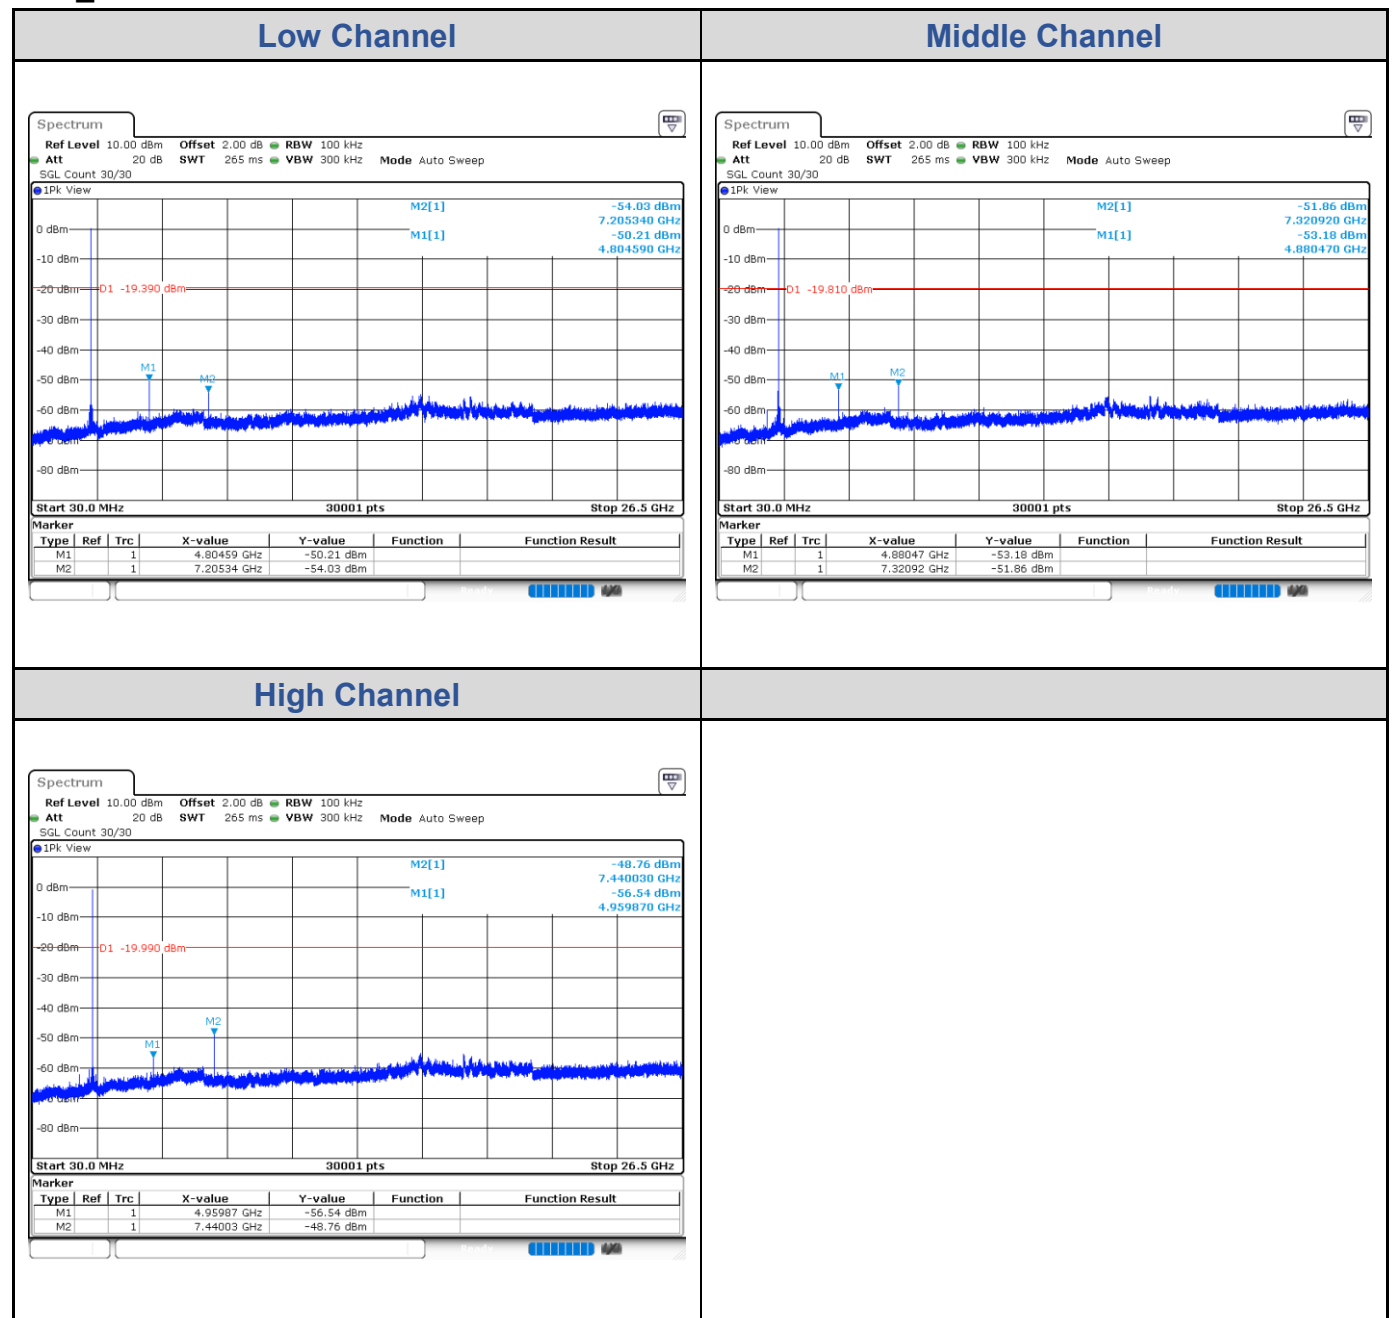 Low Channel
Middle Channel
Spectrum
Ref Level 10.00 dBm Offset 2.00 dB RBW 100 kHz
Att 20 dB SWT 265 ms VBW 300 kHz Mode Auto Sweep
SGL Count 30/30
1Pk View
M2[1] -54.03 dBm
7.205340 GHz
0 dBm
M1[1] -50.21 dBm
4.804590 GHz
-10 dBm
-20 dBm D1 -19.390 dBm
-30 dBm
-40 dBm
M1
-50 dBm
M2
-60 dBm
-80 dBm
Start 30.0 MHz 30001 pts Stop 26.5 GHz
Marker
Type Ref Trc X-value Y-value Function Function Result
M1 1 4.80459 GHz -50.21 dBm
M2 1 7.20534 GHz -54.03 dBm
Spectrum
Ref Level 10.00 dBm Offset 2.00 dB RBW 100 kHz
Att 20 dB SWT 265 ms VBW 300 kHz Mode Auto Sweep
SGL Count 30/30
1Pk View
M2[1] -51.86 dBm
7.320920 GHz
0 dBm
M1[1] -53.18 dBm
4.880470 GHz
-10 dBm
-20 dBm D1 -19.810 dBm
-30 dBm
-40 dBm
M1 M2
-50 dBm
-60 dBm
-80 dBm
Start 30.0 MHz 30001 pts Stop 26.5 GHz
Marker
Type Ref Trc X-value Y-value Function Function Result
M1 1 4.88047 GHz -53.18 dBm
M2 1 7.32092 GHz -51.86 dBm
High Channel
Spectrum
Ref Level 10.00 dBm Offset 2.00 dB RBW 100 kHz
Att 20 dB SWT 265 ms VBW 300 kHz Mode Auto Sweep
SGL Count 30/30
1Pk View
M2[1] -48.76 dBm
7.440030 GHz
0 dBm
M1[1] -56.54 dBm
4.959870 GHz
-10 dBm
-20 dBm D1 -19.990 dBm
-30 dBm
-40 dBm
M2
-50 dBm
M1
-60 dBm
-80 dBm
Start 30.0 MHz 30001 pts Stop 26.5 GHz
Marker
Type Ref Trc X-value Y-value Function Function Result
M1 1 4.95987 GHz -56.54 dBm
M2 1 7.44003 GHz -48.76 dBm